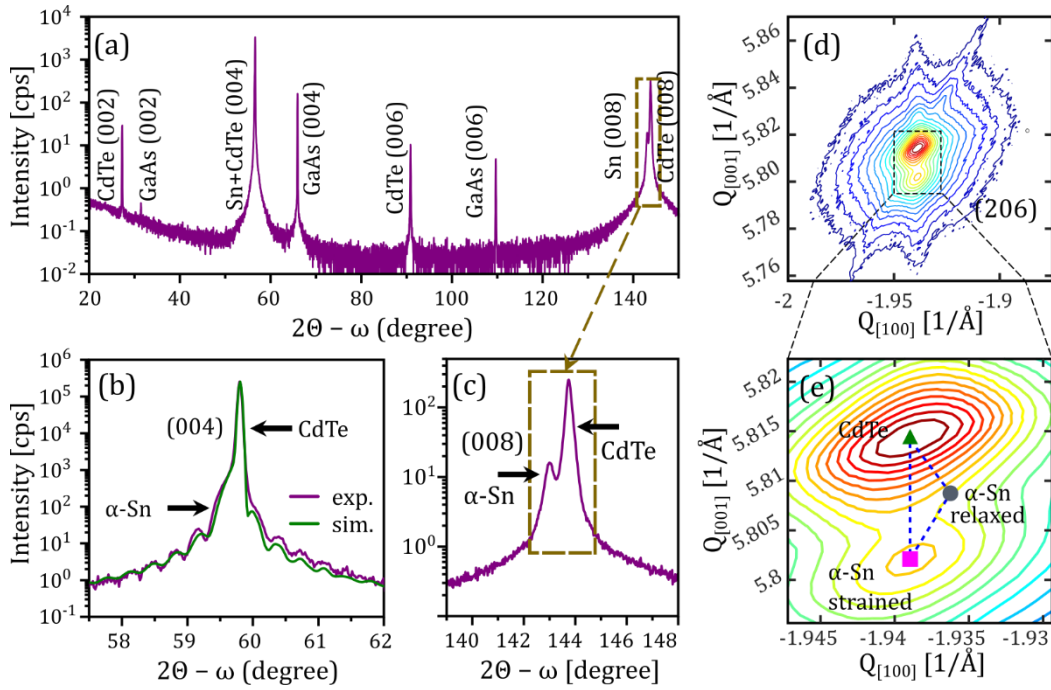 (a)
Intensity [cps]
10^4
10^3
10^2
10^1
10^0
10^-1
10^-2
CdTe (002)
GaAs (002)
Sn+CdTe (004)
GaAs (004)
CdTe (006)
GaAs (006)
Sn (008)
CdTe (008)
20 40 60 80 100 120 140
2Θ – ω (degree)
(d)
Q[001] [1/Å]
5.86
5.84
5.82
5.80
5.78
5.76
(206)
-2 -1.95 -1.9
Q[100] [1/Å]
(b)
Intensity [cps]
10^6
10^5
10^4
10^3
10^2
10^1
10^0
10^-1
(004)
CdTe
α-Sn
exp.
sim.
58 59 60 61 62
2Θ – ω (degree)
(c)
10^2
10^1
10^0
(008)
CdTe
α-Sn
140 142 144 146 148
2Θ – ω [degree]
(e)
Q[001] [1/Å]
5.82
5.815
5.81
5.805
5.8
CdTe
α-Sn
relaxed
α-Sn
strained
-1.945 -1.94 -1.935 -1.93
Q[100] [1/Å]